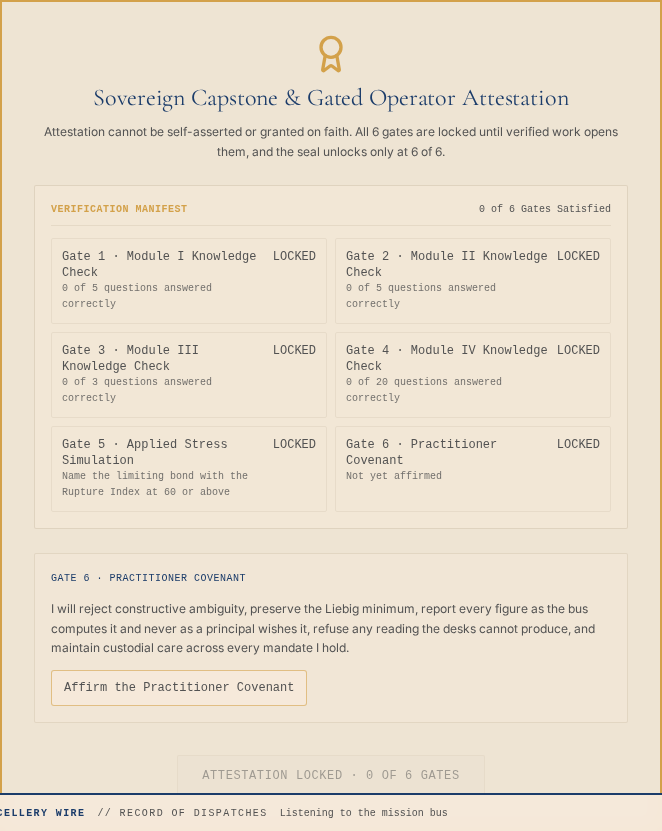 Sovereign Capstone & Gated Operator Attestation
Attestation cannot be self-asserted or granted on faith. All 6 gates are locked until verified work opens
them, and the seal unlocks only at 6 of 6.
VERIFICATION MANIFEST
0 of 6 Gates Satisfied
Gate 1 · Module I Knowledge
Check
LOCKED
0 of 5 questions answered
correctly
Gate 2 · Module II Knowledge
Check
LOCKED
0 of 5 questions answered
correctly
Gate 3 · Module III
Knowledge Check
LOCKED
0 of 3 questions answered
correctly
Gate 4 · Module IV Knowledge
Check
LOCKED
0 of 20 questions answered
correctly
Gate 5 · Applied Stress
Simulation
LOCKED
Name the limiting bond with the
Rupture Index at 60 or above
Gate 6 · Practitioner
Covenant
LOCKED
Not yet affirmed
GATE 6 · PRACTITIONER COVENANT
I will reject constructive ambiguity, preserve the Liebig minimum, report every figure as the bus
computes it and never as a principal wishes it, refuse any reading the desks cannot produce, and
maintain custodial care across every mandate I hold.
Affirm the Practitioner Covenant
ATTESTATION LOCKED · 0 OF 6 GATES
CELLERY WIRE // RECORD OF DISPATCHES Listening to the mission bus